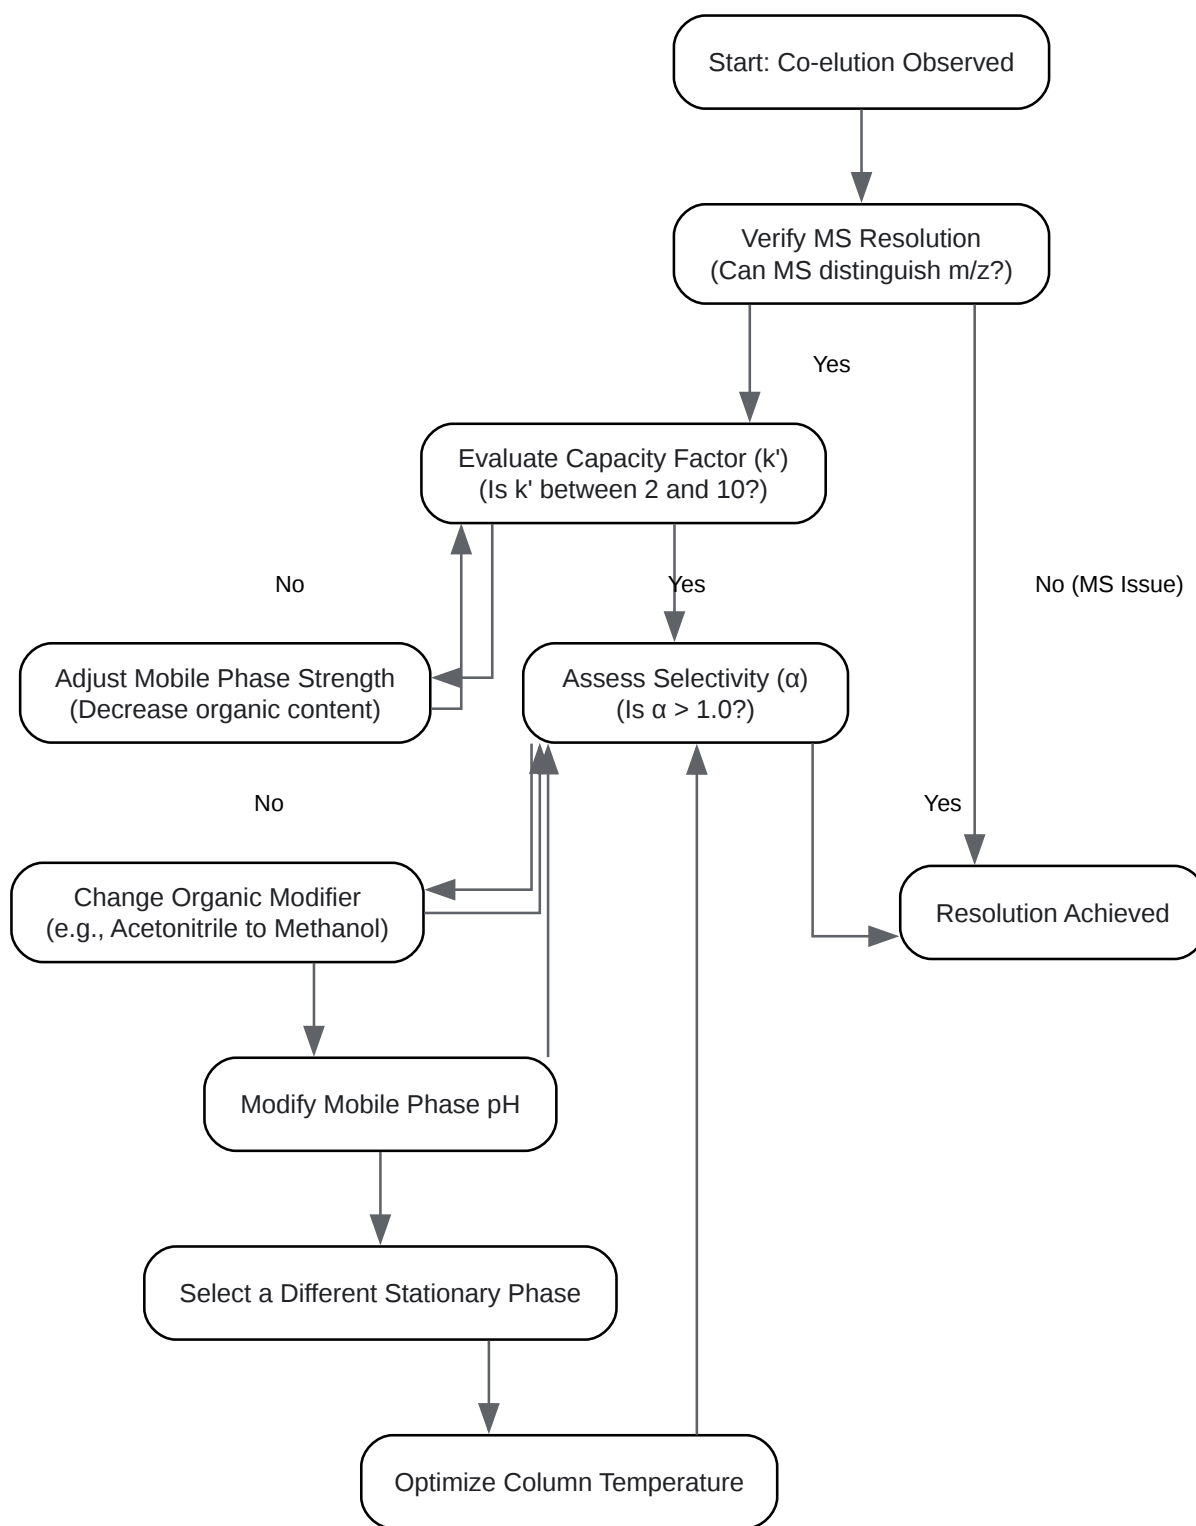 Start: Co-elution Observed
Verify MS Resolution
(Can MS distinguish m/z?)
Yes
Evaluate Capacity Factor (k')
(Is k' between 2 and 10?)
No
Yes
No (MS Issue)
Adjust Mobile Phase Strength
(Decrease organic content)
Assess Selectivity (α)
(Is α > 1.0?)
No
Yes
Change Organic Modifier
(e.g., Acetonitrile to Methanol)
Resolution Achieved
Modify Mobile Phase pH
Select a Different Stationary Phase
Optimize Column Temperature